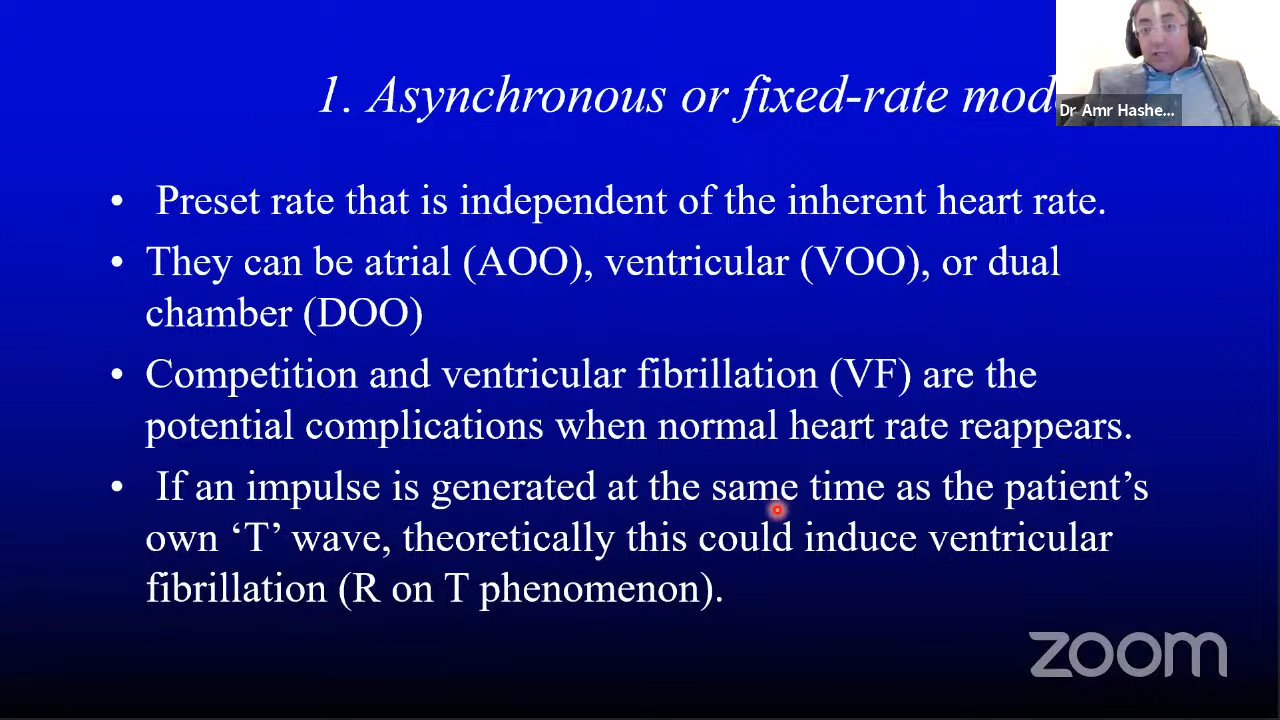 1. Asynchronous or fixed-rate mod
Dr Amr Hashe...
• Preset rate that is independent of the inherent heart rate.
• They can be atrial (AOO), ventricular (VOO), or dual
chamber (DOO)
• Competition and ventricular fibrillation (VF) are the
potential complications when normal heart rate reappears.
• If an impulse is generated at the same time as the patient’s
own ‘T’ wave, theoretically this could induce ventricular
fibrillation (R on T phenomenon).
zoom